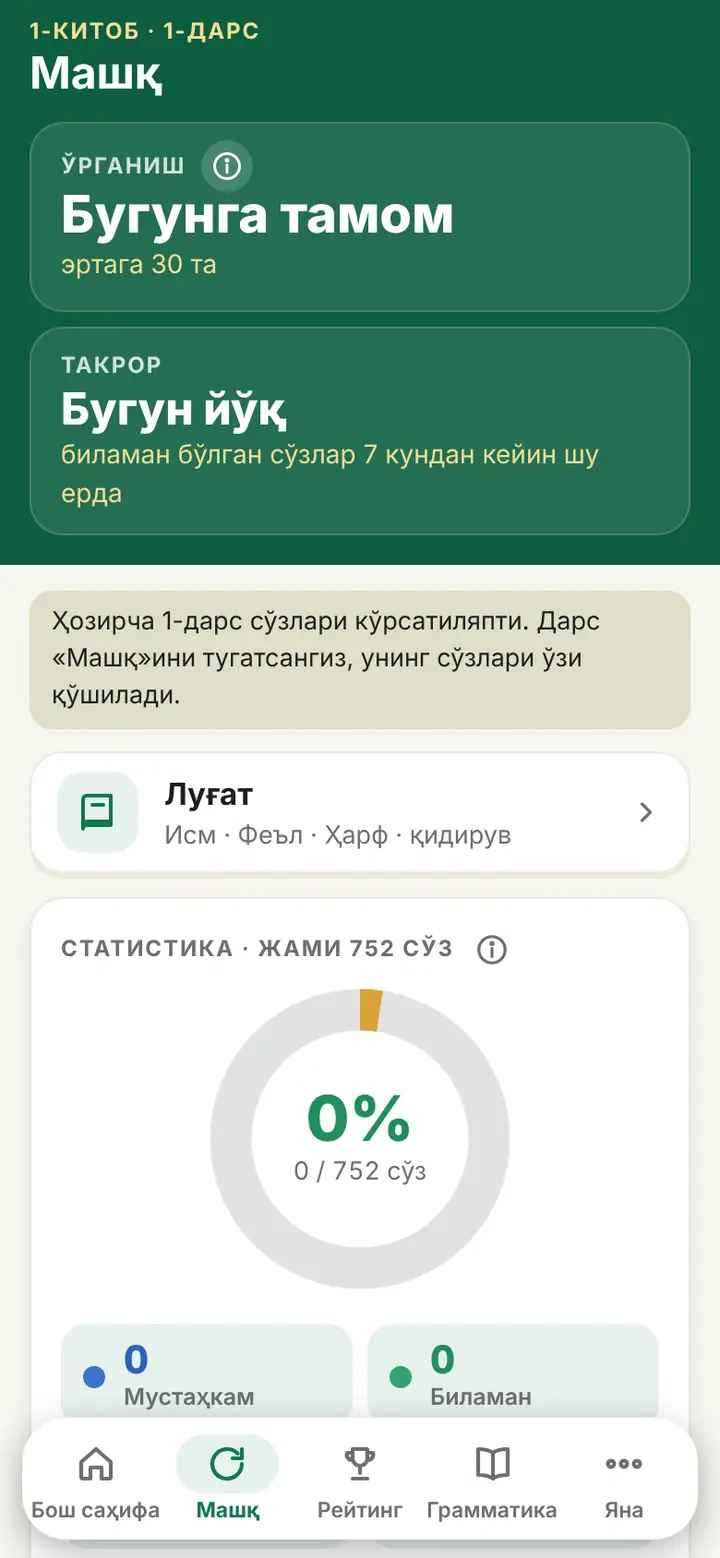 1-КИТОБ · 1-ДАРС
Машқ
ЎРГАНИШ
Бугунга тамом
эртага 30 та
ТАКРОР
Бугун йўқ
биламан бўлган сўзлар 7 кундан кейин шу
ерда
Ҳозирча 1-дарс сўзлари кўрсатиляпти. Дарс
«Машқ»ини тугатсангиз, унинг сўзлари ўзи
қўшилади.
Луғат
Исм · Феъл · Ҳарф · қидирув
СТАТИСТИКА · ЖАМИ 752 СЎЗ
0%
0 / 752 сўз
0
Мустаҳкам
0
Биламан
Бош саҳифа
Машқ
Рейтинг
Грамматика
Яна